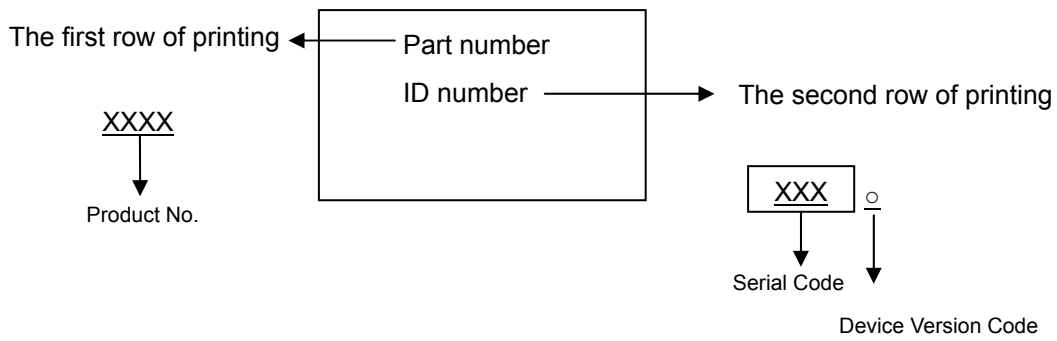 The first row of printing
Part number
ID number
The second row of printing
XXXX
Product No.
XXX ○
Serial Code
Device Version Code